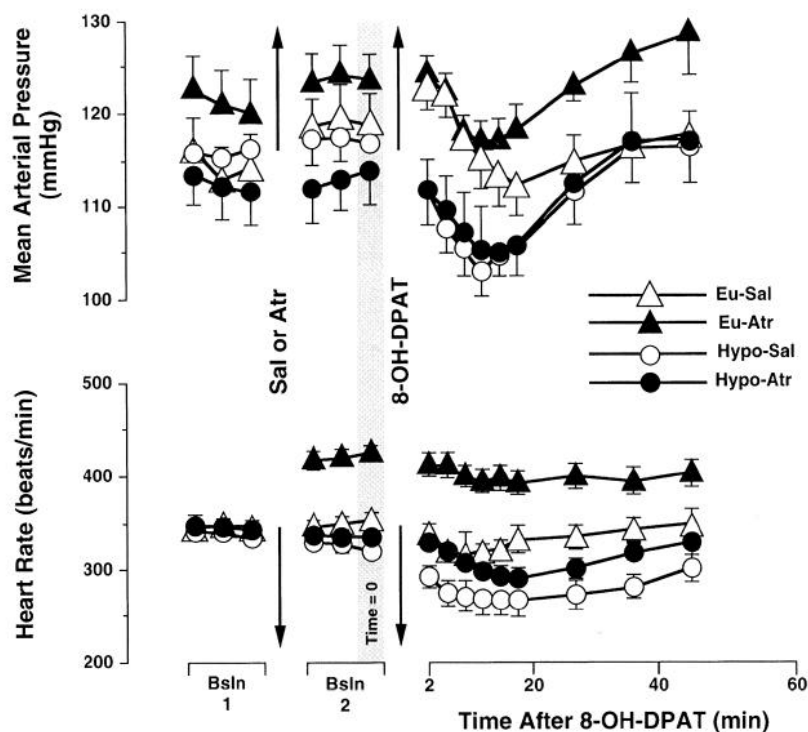 130
120
110
100
Mean Arterial Pressure
(mmHg)
Sal or Atr
8-OH-DPAT
Eu-Sal
Eu-Atr
Hypo-Sal
Hypo-Atr
500
400
300
200
Heart Rate (beats/min)
Time = 0
Bsln
1
Bsln
2
2
20
40
60
Time After 8-OH-DPAT (min)